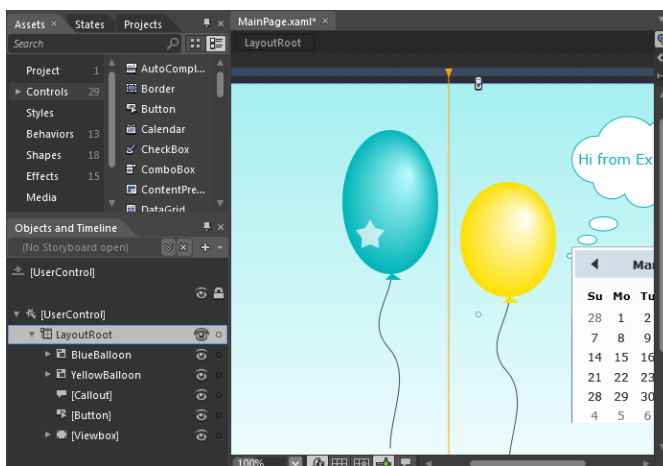 Assets × States Projects
Search
Project 1
Controls 29
Styles
Behaviors 13
Shapes 18
Effects 15
Media
AutoCompl...
Border
Button
Calendar
CheckBox
ComboBox
ContentPre...
DataGrid
Objects and Timeline
(No Storyboard open)
[UserControl]
[UserControl]
LayoutRoot
BlueBalloon
YellowBalloon
[Callout]
[Button]
[Viewbox]
MainPage.xaml* ×
LayoutRoot
Hi from Ex
Mar
Su Mo Tu
28 1 2
7 8 9
14 15 16
21 22 23
28 29 30
4 5 6
100%